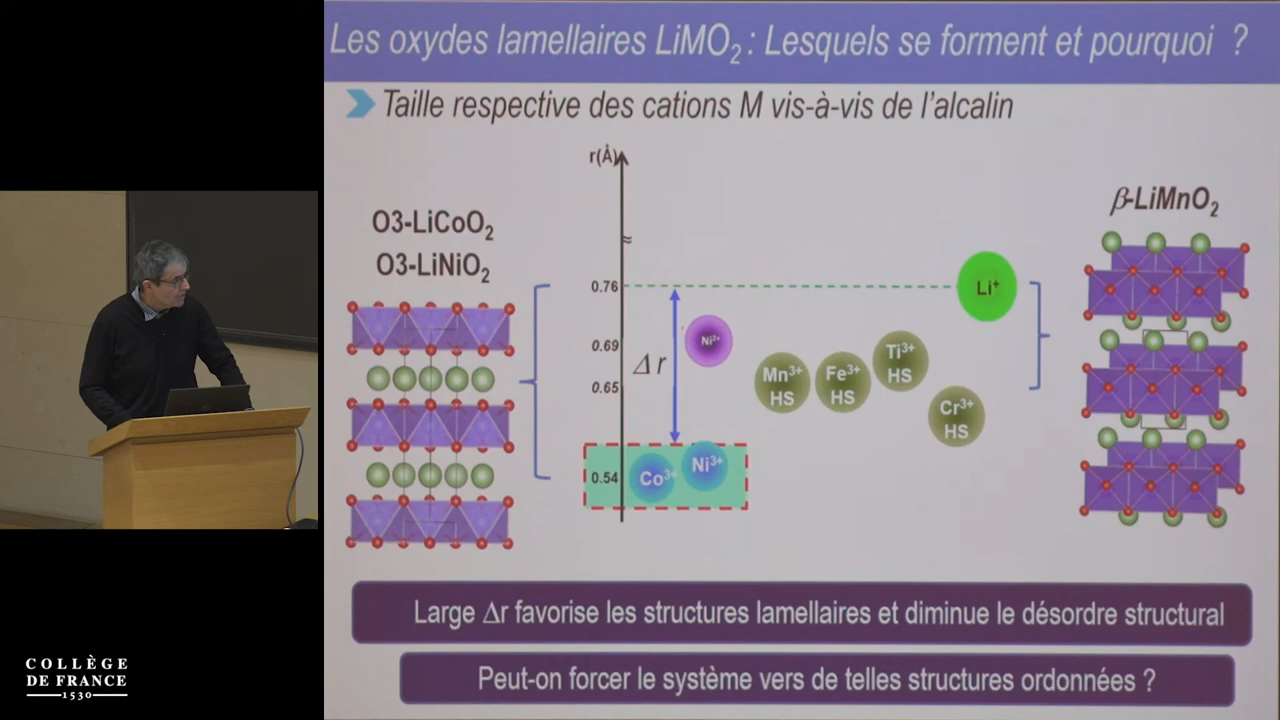 Les oxydes lamellaires LiMO₂ : Lesquels se forment et pourquoi ?
Taille respective des cations M vis-à-vis de l'alcalin
r(Å)
O3-LiCoO₂
O3-LiNiO₂
β-LiMnO₂
0.76
Li⁺
Ni²⁺
0.69
Δr
Ti³⁺
HS
Mn³⁺
HS
Fe³⁺
HS
0.65
Cr³⁺
HS
0.54
Co³⁺
Ni³⁺
Large Δr favorise les structures lamellaires et diminue le désordre structural
Peut-on forcer le système vers de telles structures ordonnées ?
COLLÈGE
DE FRANCE
1530